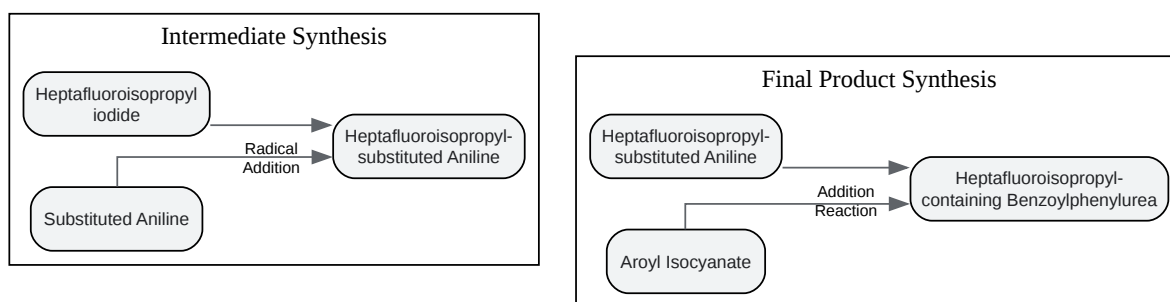 Intermediate Synthesis
Heptafluoroisopropyl
iodide
Heptafluoroisopropyl-
substituted Aniline
Radical
Addition
Substituted Aniline
Final Product Synthesis
Heptafluoroisopropyl-
substituted Aniline
Heptafluoroisopropyl-
containing Benzoylphenylurea
Addition
Reaction
Aroyl Isocyanate